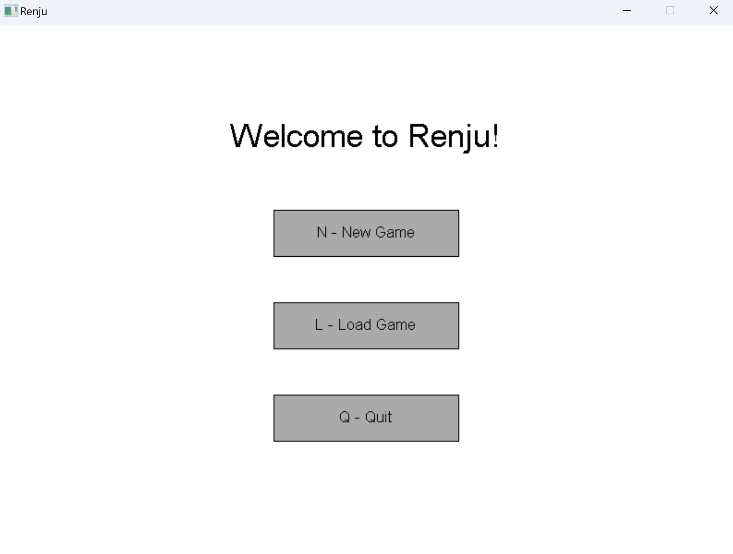 Renju
Welcome to Renju!
N - New Game
L - Load Game
Q - Quit